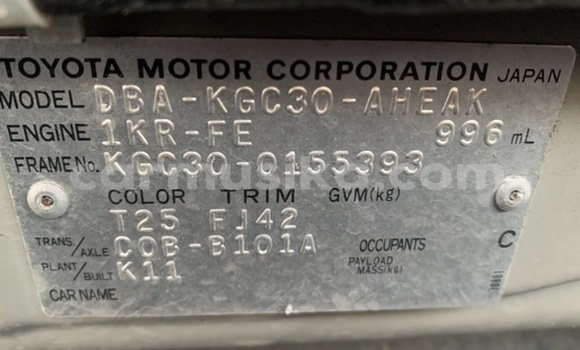 TOYOTA MOTOR CORPORATION JAPAN
MODEL DBA-KGC30-AHEAK
ENGINE 1KR-FE 996 mL
FRAME No. KGC30-0155393
COLOR TRIM GVM(kg)
T25 FJ42
TRANS./AXLE C0B-B101A OCCUPANTS C
PLANT/BUILT K11 PAYLOAD MASS(kg)
CAR NAME